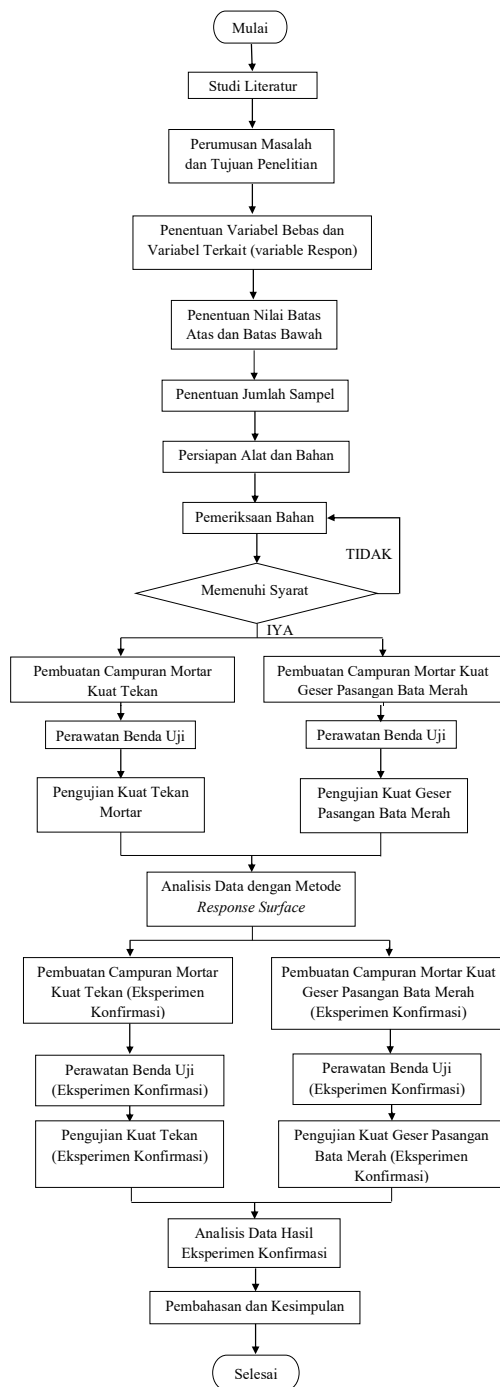 Mulai
Studi Literatur
Perumusan Masalah
dan Tujuan Penelitian
Penentuan Variabel Bebas dan
Variabel Terkait (variable Respon)
Penentuan Nilai Batas
Atas dan Batas Bawah
Penentuan Jumlah Sampel
Persiapan Alat dan Bahan
Pemeriksaan Bahan
TIDAK
Memenuhi Syarat
IYA
Pembuatan Campuran Mortar
Kuat Tekan
Pembuatan Campuran Mortar Kuat
Geser Pasangan Bata Merah
Perawatan Benda Uji
Perawatan Benda Uji
Pengujian Kuat Tekan
Mortar
Pengujian Kuat Geser
Pasangan Bata Merah
Analisis Data dengan Metode
Response Surface
Pembuatan Campuran Mortar
Kuat Tekan (Eksperimen
Konfirmasi)
Pembuatan Campuran Mortar Kuat
Geser Pasangan Bata Merah
(Eksperimen Konfirmasi)
Perawatan Benda Uji
(Eksperimen Konfirmasi)
Perawatan Benda Uji
(Eksperimen Konfirmasi)
Pengujian Kuat Tekan
(Eksperimen Konfirmasi)
Pengujian Kuat Geser Pasangan
Bata Merah (Eksperimen
Konfirmasi)
Analisis Data Hasil
Eksperimen Konfirmasi
Pembahasan dan Kesimpulan
Selesai